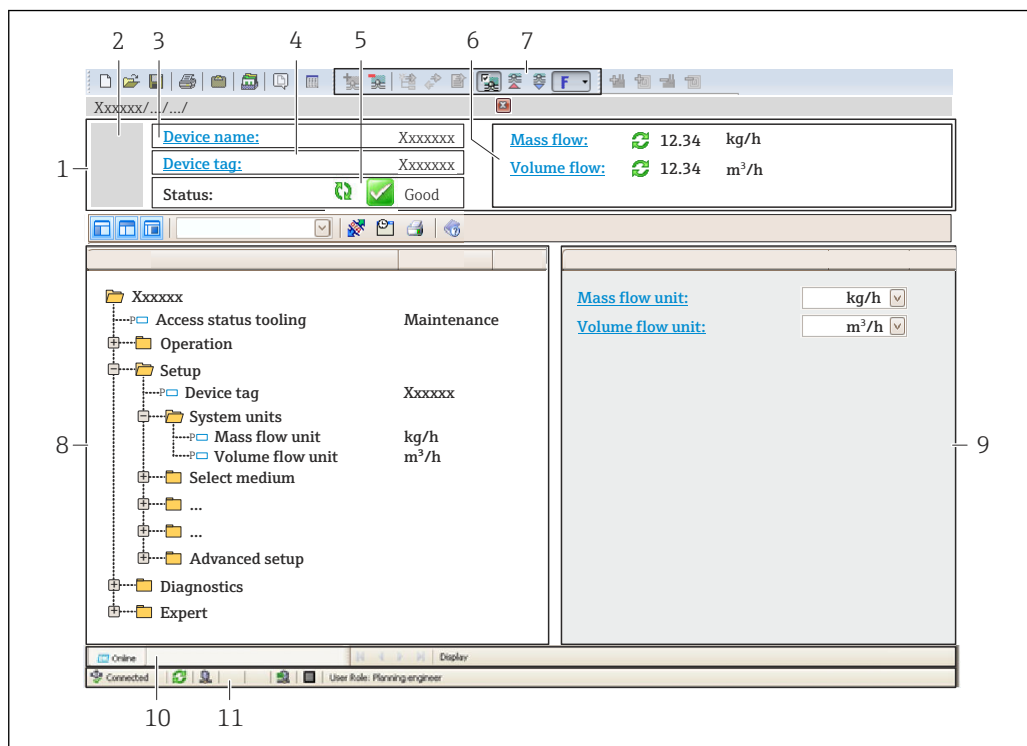 2 3 4 5 6 7
F
Xxxxxx/.../.../
1
Device name: Xxxxxxx
Device tag: Xxxxxxx
Status: Good
Mass flow: 12.34 kg/h
Volume flow: 12.34 m³/h
Xxxxxx
P Access status tooling Maintenance
Operation
Setup
P Device tag Xxxxxx
System units
P Mass flow unit kg/h
P Volume flow unit m³/h
Select medium
...
...
Advanced setup
Diagnostics
Expert
8
Mass flow unit: kg/h
Volume flow unit: m³/h
9
Online Display
Connected User Role: Planning engineer
10 11